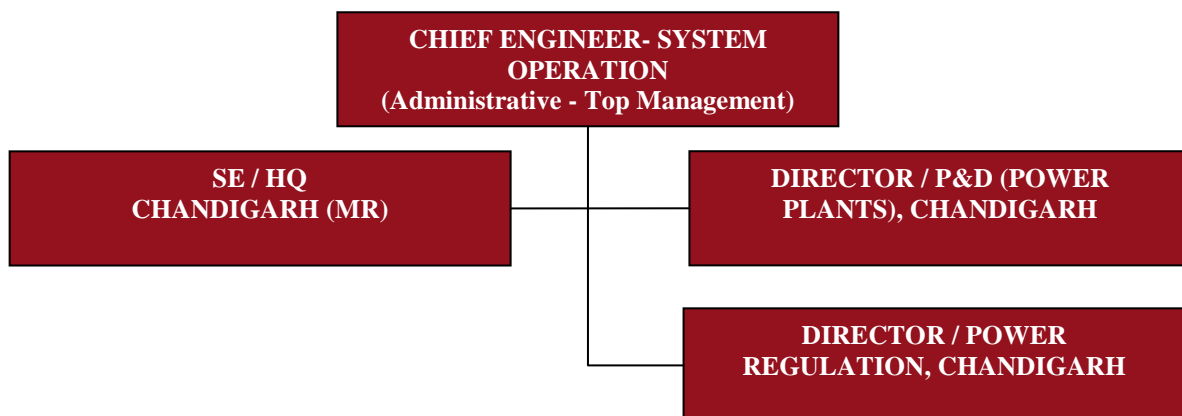 CHIEF ENGINEER- SYSTEM
OPERATION
(Administrative - Top Management)
SE / HQ
CHANDIGARH (MR)
DIRECTOR / P&D (POWER
PLANTS), CHANDIGARH
DIRECTOR / POWER
REGULATION, CHANDIGARH